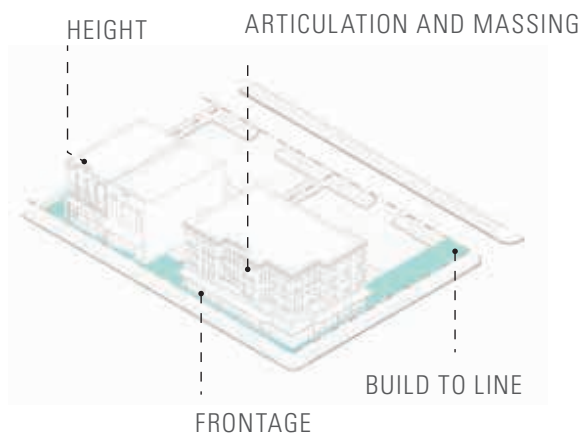 HEIGHT
ARTICULATION AND MASSING
BUILD TO LINE
FRONTAGE